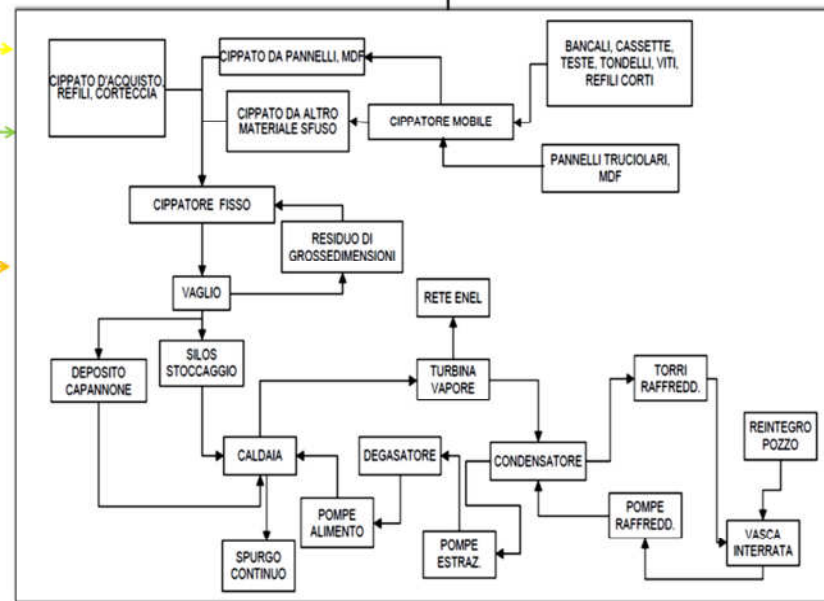 CIPPATO D'ACQUISTO,
REFILI, CORTECCIA
CIPPATO DA PANNELLI, MDF
BANCALI, CASSETTE,
TESTE, TONDELLI, VITI,
REFILI CORTI
CIPPATO DA ALTRO
MATERIALE SFUSO
CIPPATORE MOBILE
PANNELLI TRUCIOLARI,
MDF
CIPPATORE FISSO
RESIDUO DI
GROSSEDIMENSIONI
VAGLIO
RETE ENEL
DEPOSITO
CAPANNONE
SILOS
STOCCAGGIO
TURBINA
VAPORE
TORRI
RAFFREDD.
REINTEGRO
POZZO
CALDAIA
DEGASATORE
CONDENSATORE
POMPE
ALIMENTO
POMPE
RAFFREDD.
SPURGO
CONTINUO
POMPE
ESTRAZ.
VASCA
INTERRATA